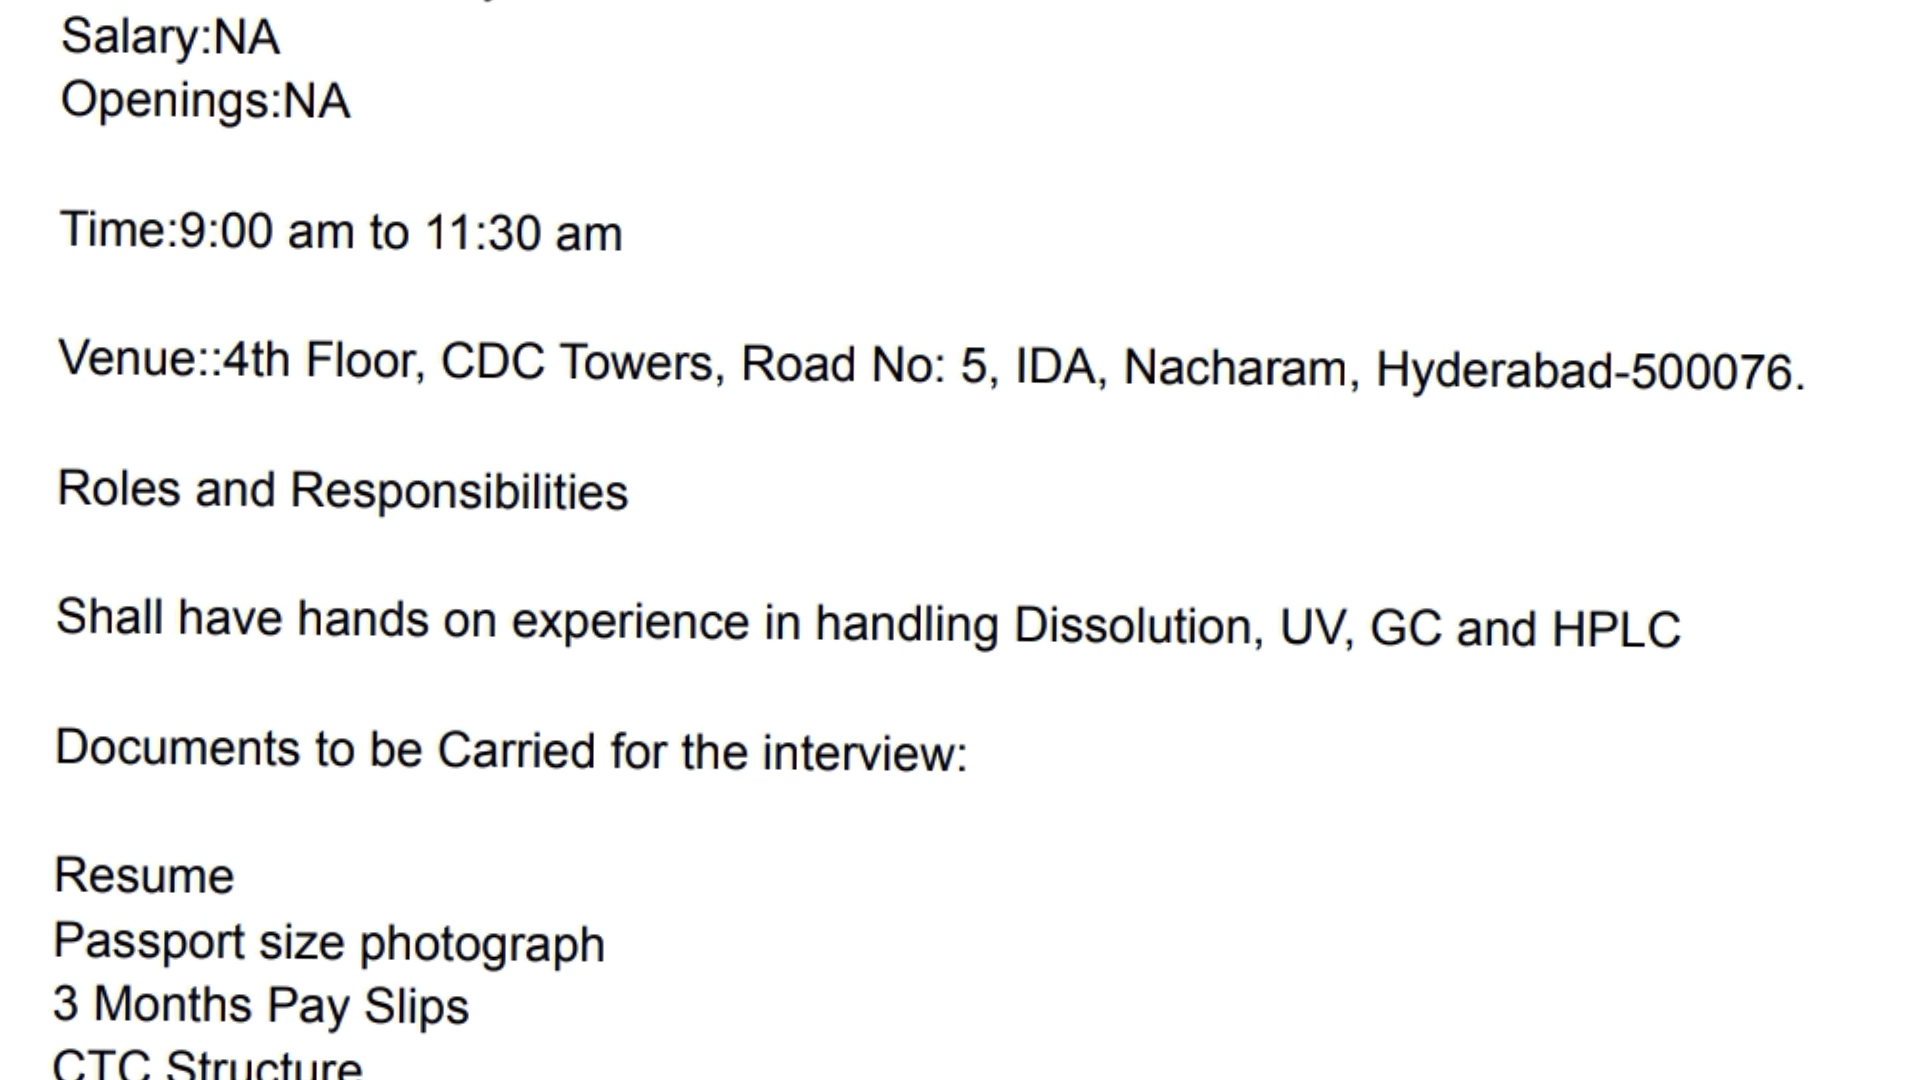 Salary:NA
Openings:NA
Time:9:00 am to 11:30 am
Venue::4th Floor, CDC Towers, Road No: 5, IDA, Nacharam, Hyderabad-500076.
Roles and Responsibilities
Shall have hands on experience in handling Dissolution, UV, GC and HPLC
Documents to be Carried for the interview:
Resume
Passport size photograph
3 Months Pay Slips
CTC Structure